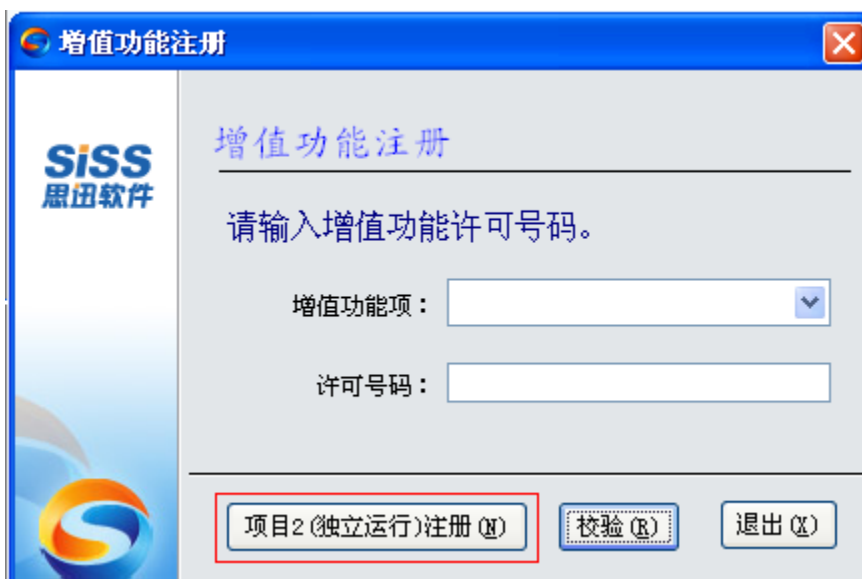 增值功能注册
SiSS
思迅软件
增值功能注册
请输入增值功能许可号码。
增值功能项：
许可号码：
项目2(独立运行)注册(N) 校验(R) 退出(X)